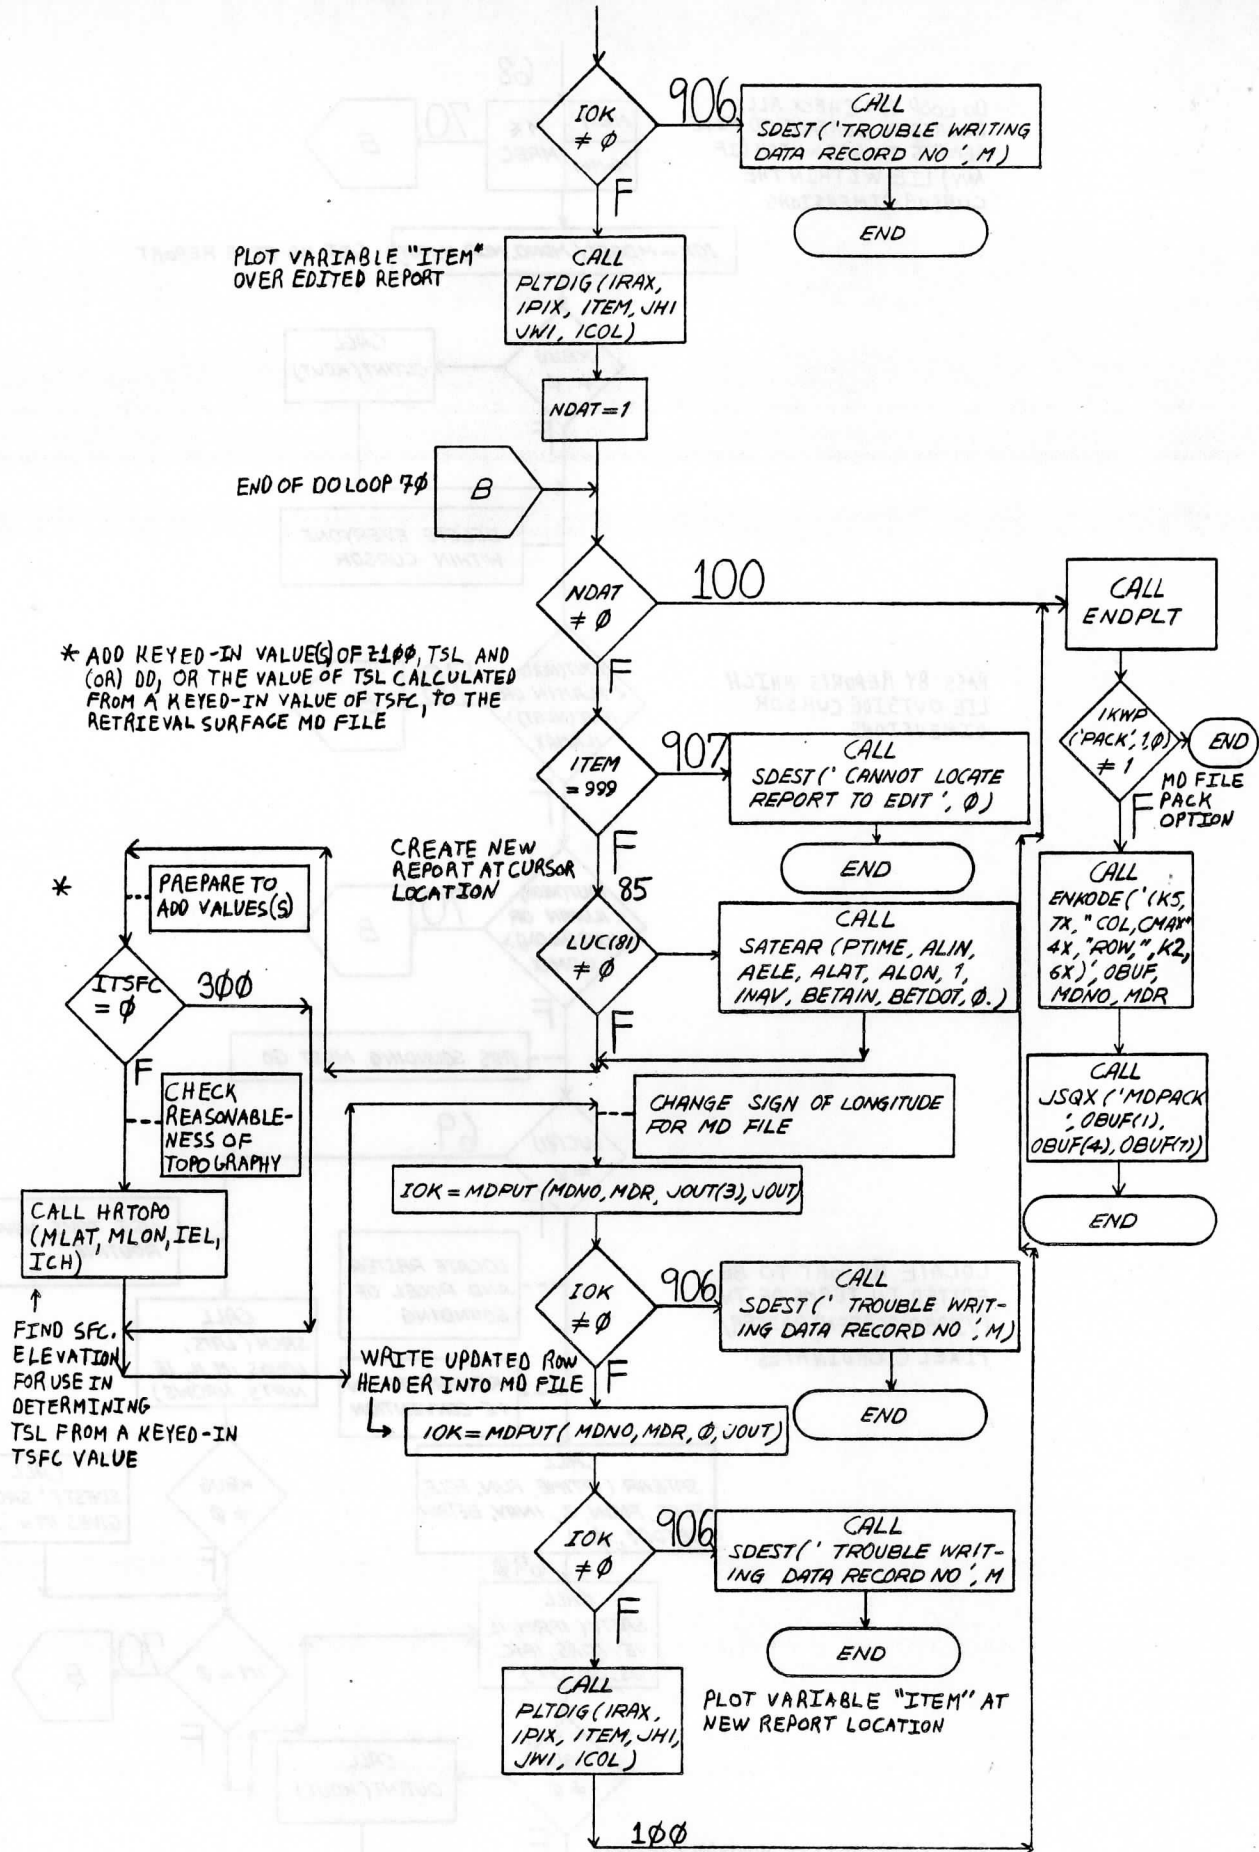 IOK
≠ Ø
906
CALL
SDEST('TROUBLE WRITING
DATA RECORD NO', M)
END
F
PLOT VARIABLE "ITEM"
OVER EDITED REPORT
CALL
PLTDIG (IRAX,
IPIX, ITEM, JHI
JWI, ICOL)
NDAT=1
END OF DO LOOP 7Ø
B
NDAT
≠ Ø
100
CALL
ENDPLT
F
* ADD KEYED-IN VALUE(S) OF Z1ØØ, TSL AND
(OR) DD, OR THE VALUE OF TSL CALCULATED
FROM A KEYED-IN VALUE OF TSFC, TO THE
RETRIEVAL SURFACE MD FILE
IKWP
('PACK',1,Ø)
≠ 1
END
MD FILE
PACK
OPTION
F
ITEM
= 999
907
CALL
SDEST(' CANNOT LOCATE
REPORT TO EDIT ', Ø)
END
F
CREATE NEW
REPORT AT CURSOR
LOCATION
85
LUC(81)
≠ Ø
CALL
SATEAR (PTIME, ALIN,
AELE, ALAT, ALON, 1,
INAV, BETAIN, BETDOT, Ø.)
F
CALL
ENKODE('(K5,
7X," COL,CMAX"
4X, "ROW,", K2,
6X)', OBUF,
MDNO, MDR
CALL
JSQX ('MDPACK
', OBUF(1),
OBUF(4), OBUF(7))
END
*
PREPARE TO
ADD VALUES(S)
ITSFC
= Ø
3ØØ
F
CHECK
REASONABLE-
NESS OF
TOPOGRAPHY
CALL HRTOPO
(MLAT, MLON, IEL,
ICH)
FIND SFC.
ELEVATION
FOR USE IN
DETERMINING
TSL FROM A KEYED-IN
TSFC VALUE
CHANGE SIGN OF LONGITUDE
FOR MD FILE
IOK = MDPUT (MDNO, MDR, JOUT(3), JOUT)
IOK
≠ Ø
906
CALL
SDEST(' TROUBLE WRIT-
ING DATA RECORD NO', M)
END
F
WRITE UPDATED ROW
HEADER INTO MD FILE
IOK = MDPUT( MDNO, MDR, Ø, JOUT)
IOK
≠ Ø
906
CALL
SDEST(' TROUBLE WRIT-
ING DATA RECORD NO', M
END
F
CALL
PLTDIG (IRAX,
IPIX, ITEM, JHI,
JWI, ICOL)
PLOT VARIABLE "ITEM" AT
NEW REPORT LOCATION
1ØØ